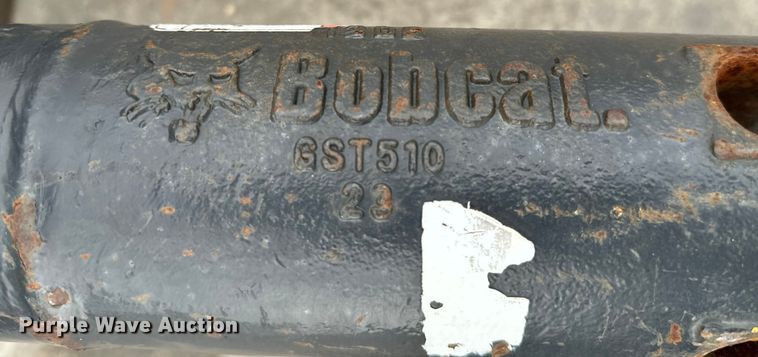 Bobcat.
GST510
23
Purple Wave Auction